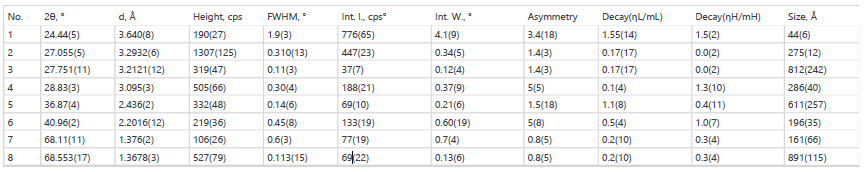 No. 2θ, ° d, Å Height, cps FWHM, ° Int. I., cps° Int. W., ° Asymmetry Decay(ηL/mL) Decay(ηH/mH) Size, Å
1 24.44(5) 3.640(8) 190(27) 1.9(3) 776(65) 4.1(9) 3.4(18) 1.55(14) 1.5(2) 44(6)
2 27.055(5) 3.2932(6) 1307(125) 0.310(13) 447(23) 0.34(5) 1.4(3) 0.17(17) 0.0(2) 275(12)
3 27.751(11) 3.2121(12) 319(47) 0.11(3) 37(7) 0.12(4) 1.4(3) 0.17(17) 0.0(2) 812(242)
4 28.83(3) 3.095(3) 505(66) 0.30(4) 188(21) 0.37(9) 5(5) 0.1(4) 1.3(10) 286(40)
5 36.87(4) 2.436(2) 332(48) 0.14(6) 69(10) 0.21(6) 1.5(18) 1.1(8) 0.4(11) 611(257)
6 40.96(2) 2.2016(12) 219(36) 0.45(8) 133(19) 0.60(19) 5(8) 0.5(4) 1.0(7) 196(35)
7 68.11(11) 1.376(2) 106(26) 0.6(3) 77(19) 0.7(4) 0.8(5) 0.2(10) 0.3(4) 161(66)
8 68.553(17) 1.3678(3) 527(79) 0.113(15) 69(22) 0.13(6) 0.8(5) 0.2(10) 0.3(4) 891(115)